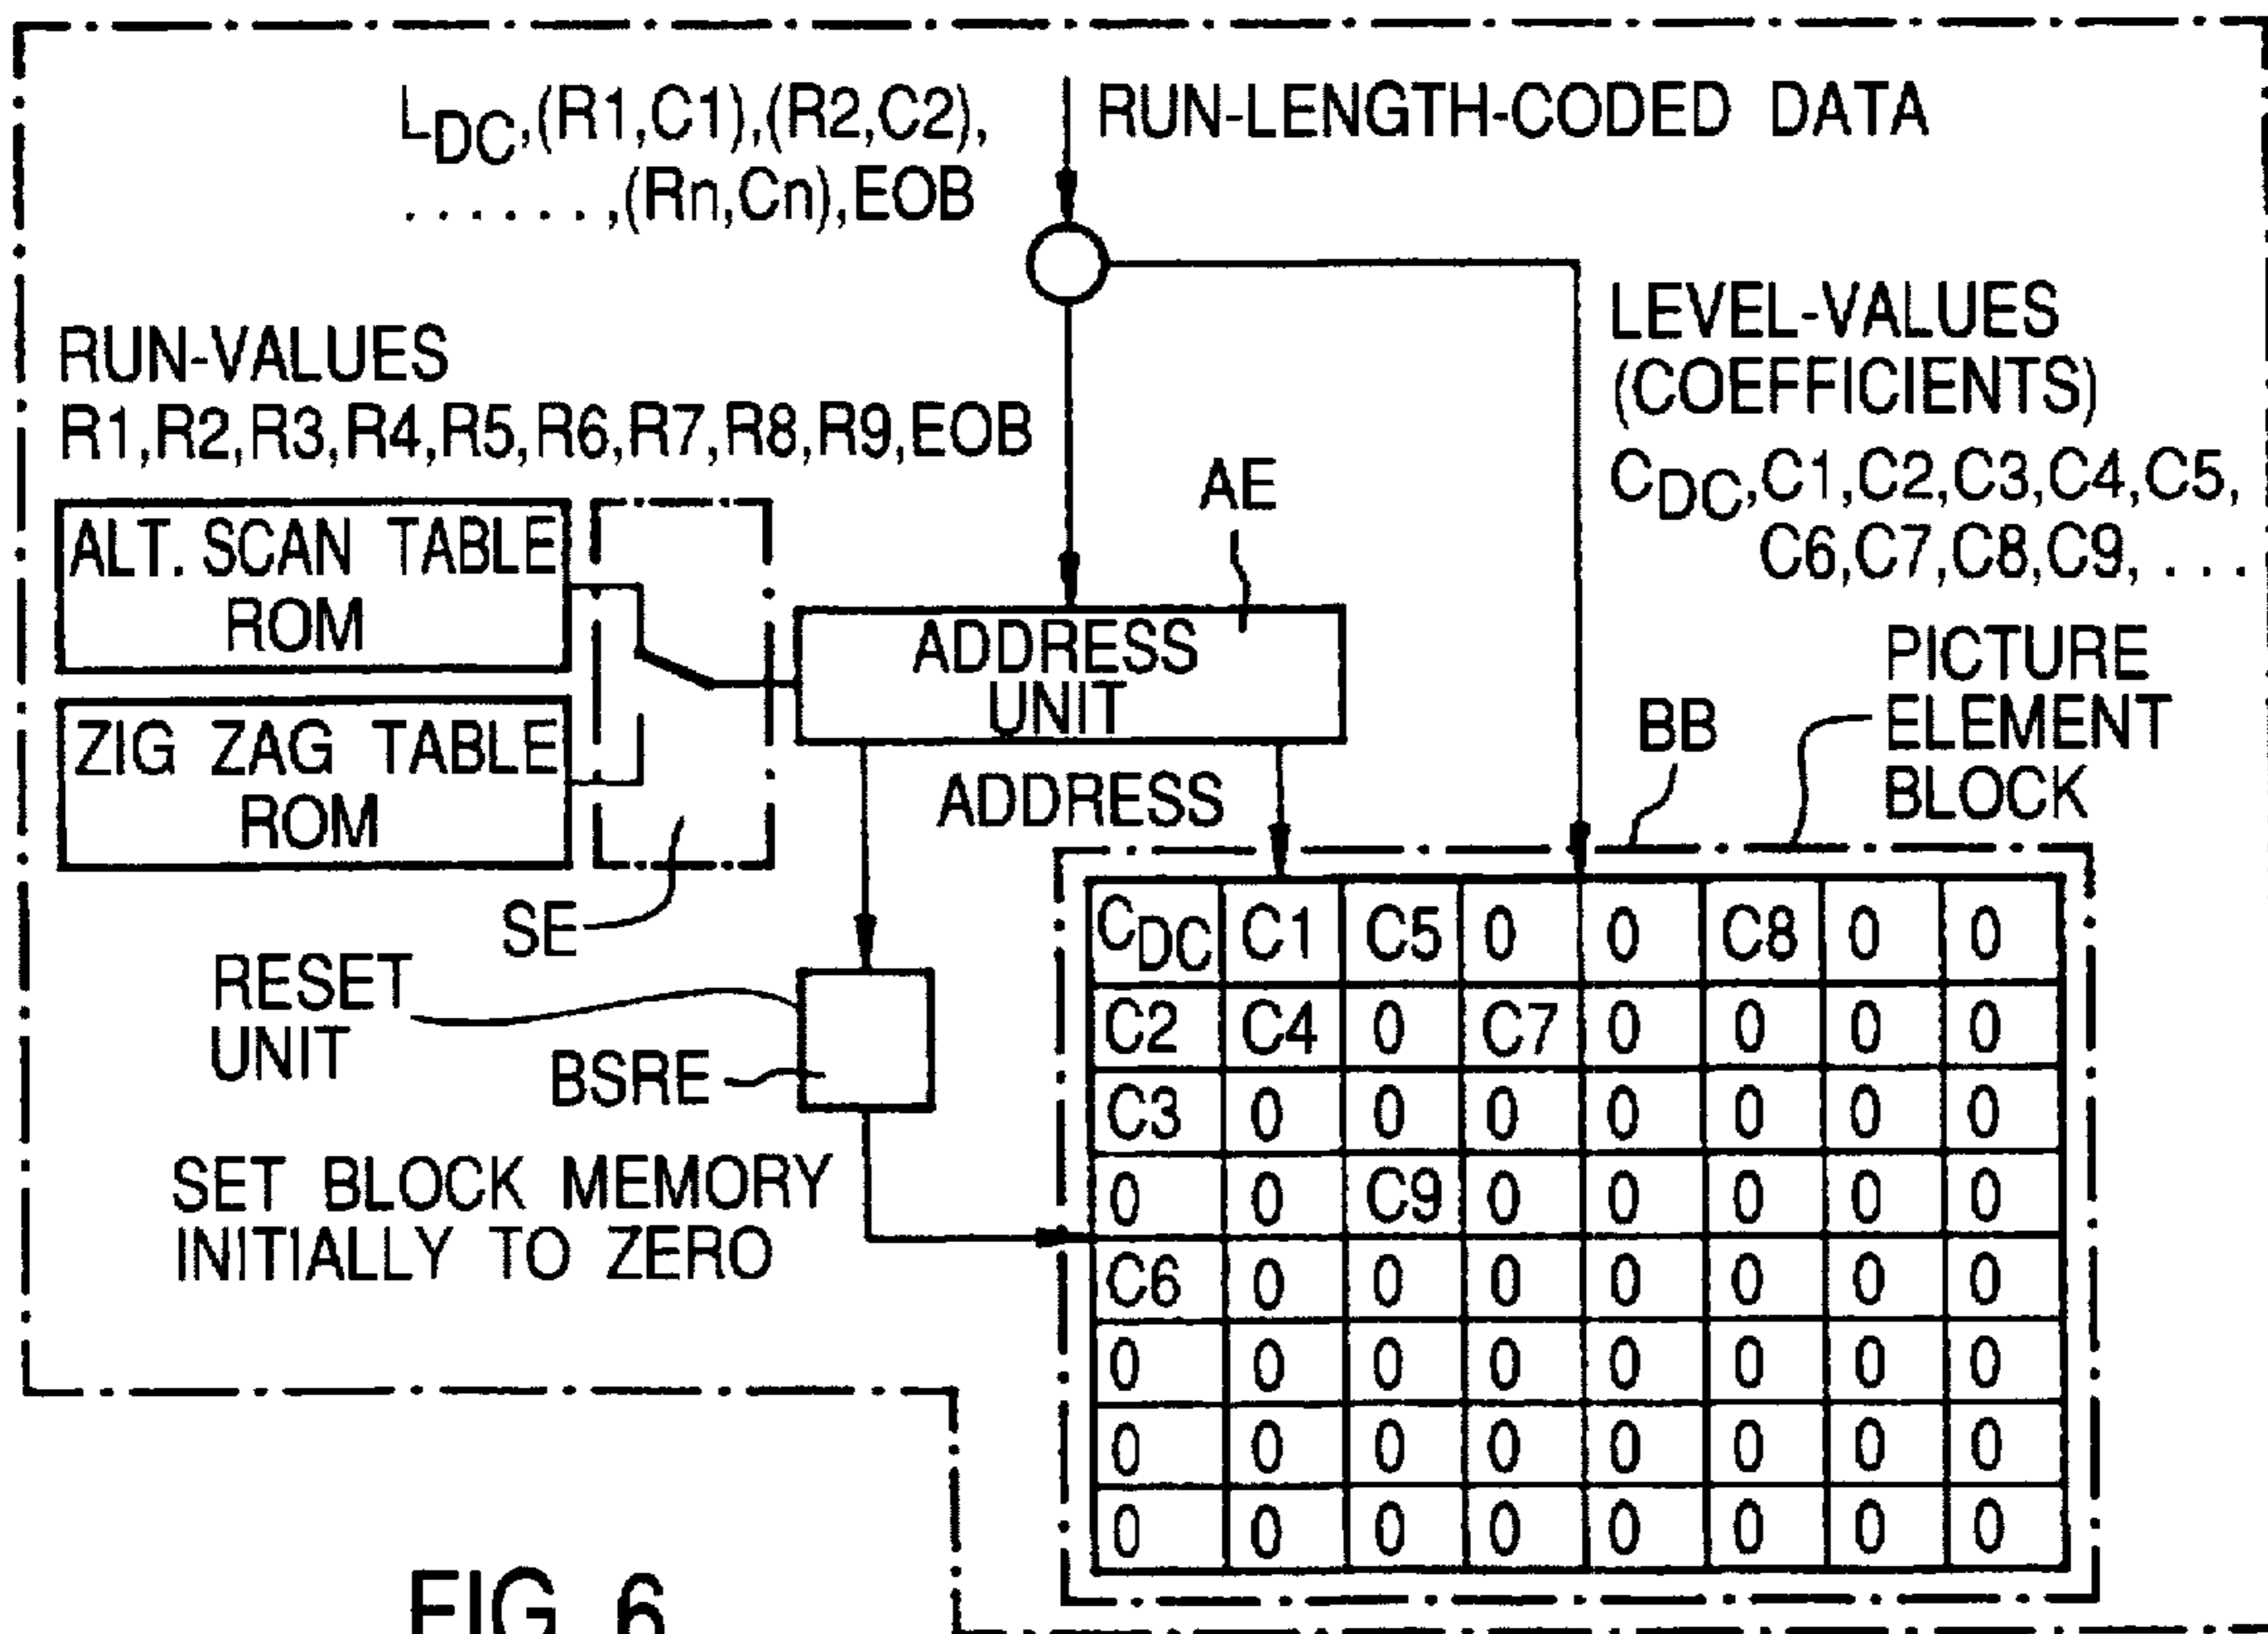 L_DC,(R1,C1),(R2,C2),
.......,(Rn,Cn),EOB
RUN-LENGTH-CODED DATA
RUN-VALUES
R1,R2,R3,R4,R5,R6,R7,R8,R9,EOB
LEVEL-VALUES
(COEFFICIENTS)
C_DC,C1,C2,C3,C4,C5,
C6,C7,C8,C9, ...
ALT. SCAN TABLE
ROM
ZIG ZAG TABLE
ROM
SE
AE
ADDRESS
UNIT
ADDRESS
BB
PICTURE
ELEMENT
BLOCK
RESET
UNIT
BSRE
SET BLOCK MEMORY
INITIALLY TO ZERO
C_DC C1 C5 0 0 C8 0 0
C2 C4 0 C7 0 0 0 0
C3 0 0 0 0 0 0 0
0 0 C9 0 0 0 0 0
C6 0 0 0 0 0 0 0
0 0 0 0 0 0 0 0
0 0 0 0 0 0 0 0
0 0 0 0 0 0 0 0
FIG 6